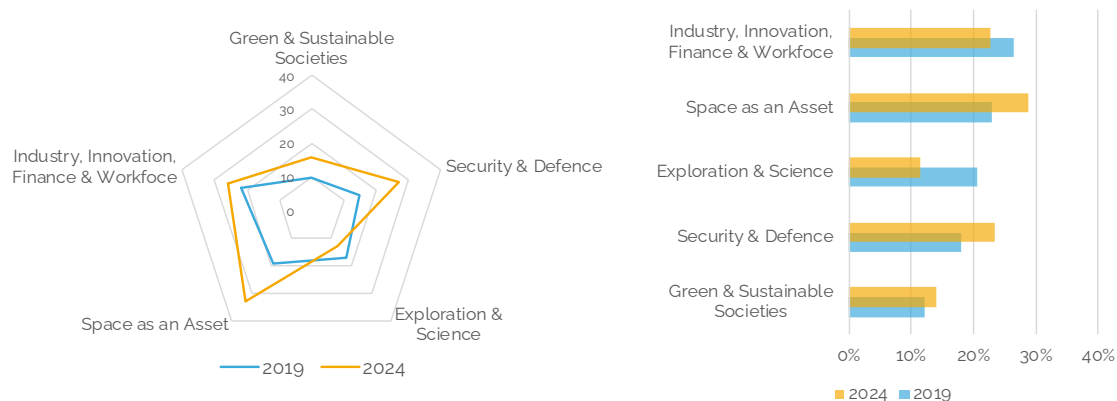 Green & Sustainable
Societies
40
30
20
10
0
Industry, Innovation,
Finance & Workfoce
Security & Defence
Space as an Asset
Exploration &
Science
2019
2024
Industry, Innovation,
Finance & Workfoce
Space as an Asset
Exploration & Science
Security & Defence
Green & Sustainable
Societies
0% 10% 20% 30% 40%
2024 2019